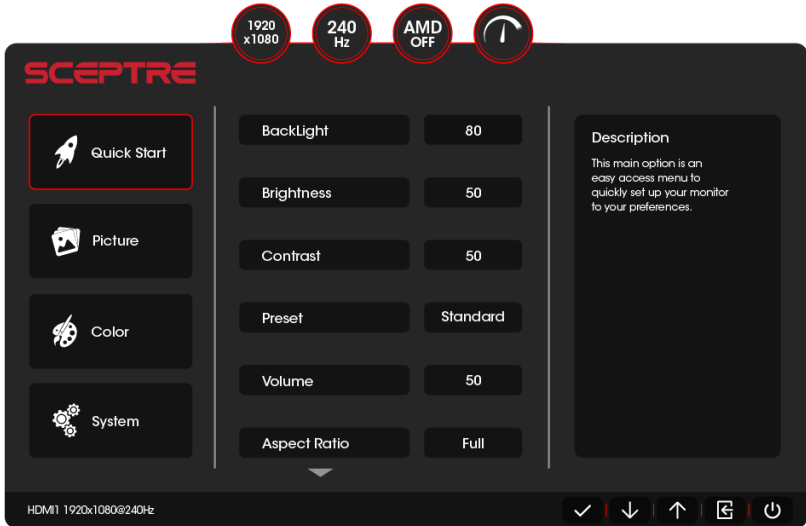 1920
x1080
240
Hz
AMD
OFF
SCEPTRE
Quick Start
Picture
Color
System
BackLight
80
Brightness
50
Contrast
50
Preset
Standard
Volume
50
Aspect Ratio
Full
Description
This main option is an
easy access menu to
quickly set up your monitor
to your preferences.
HDMI1 1920x1080@240Hz